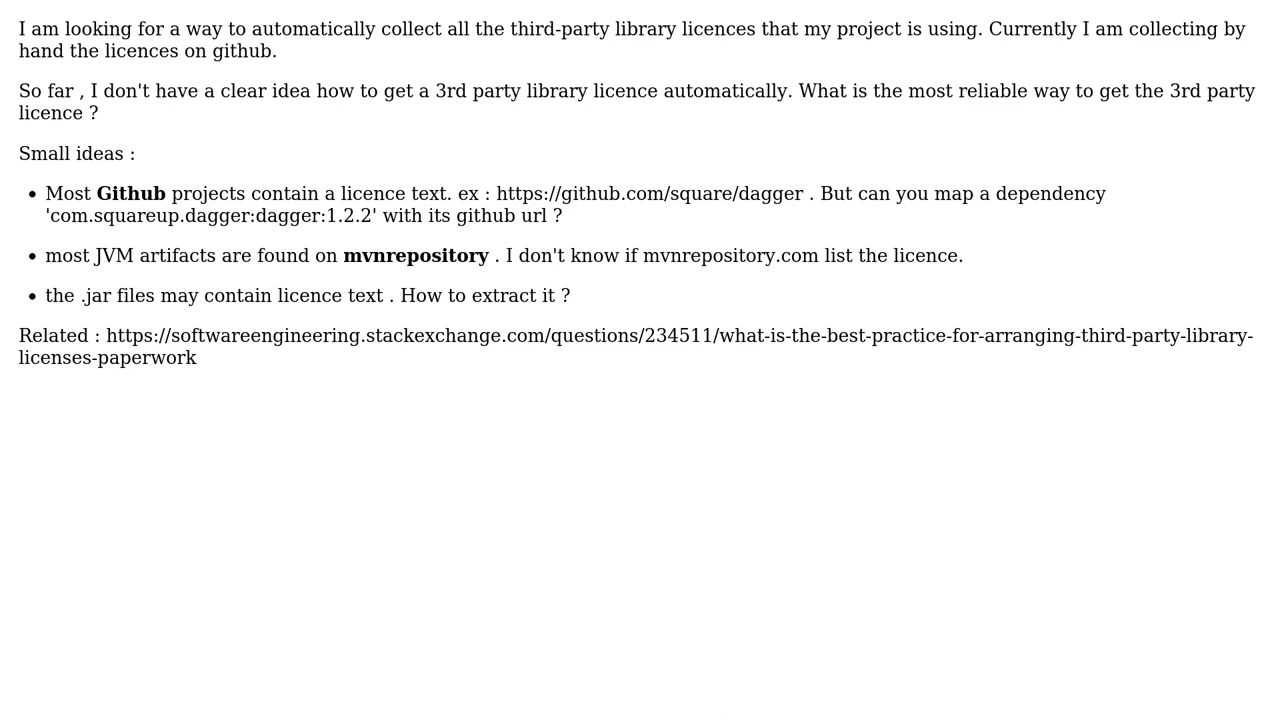 I am looking for a way to automatically collect all the third-party library licences that my project is using. Currently I am collecting by
hand the licences on github.
So far , I don't have a clear idea how to get a 3rd party library licence automatically. What is the most reliable way to get the 3rd party
licence ?
Small ideas :
• Most Github projects contain a licence text. ex : https://github.com/square/dagger . But can you map a dependency
'com.squareup.dagger:dagger:1.2.2' with its github url ?
• most JVM artifacts are found on mvnrepository . I don't know if mvnrepository.com list the licence.
• the .jar files may contain licence text . How to extract it ?
Related : https://softwareengineering.stackexchange.com/questions/234511/what-is-the-best-practice-for-arranging-third-party-library-
licenses-paperwork